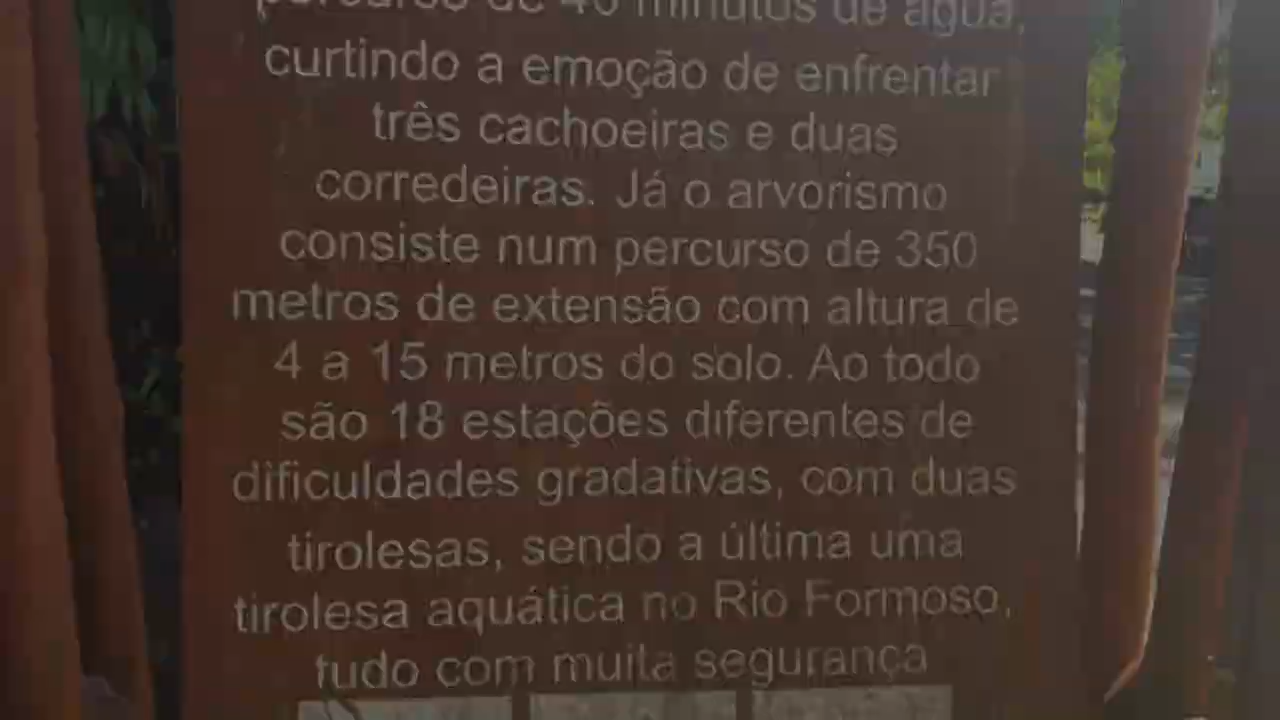 percurso de 40 minutos de água,
curtindo a emoção de enfrentar
três cachoeiras e duas
corredeiras. Já o arvorismo
consiste num percurso de 350
metros de extensão com altura de
4 a 15 metros do solo. Ao todo
são 18 estações diferentes de
dificuldades gradativas, com duas
tirolesas, sendo a última uma
tirolesa aquática no Rio Formoso,
tudo com muita segurança